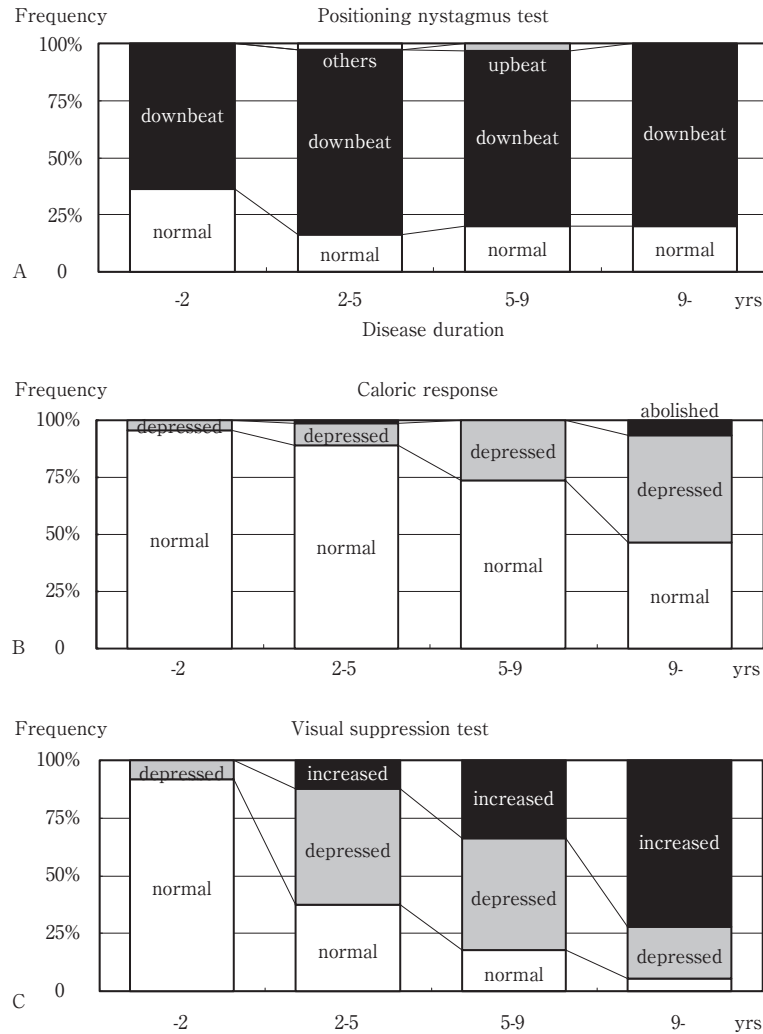 Frequency Positioning nystagmus test
100%
others upbeat
75%
downbeat downbeat downbeat downbeat
50%
25%
normal normal normal normal
A 0
-2 2-5 5-9 9- yrs
Disease duration
Frequency Caloric response
abolished
100%
depressed depressed depressed depressed
75%
normal normal normal normal
50%
25%
B 0
-2 2-5 5-9 9- yrs
Frequency Visual suppression test
100%
depressed increased increased increased
75%
depressed depressed depressed
50%
normal normal normal
25%
C 0
-2 2-5 5-9 9- yrs